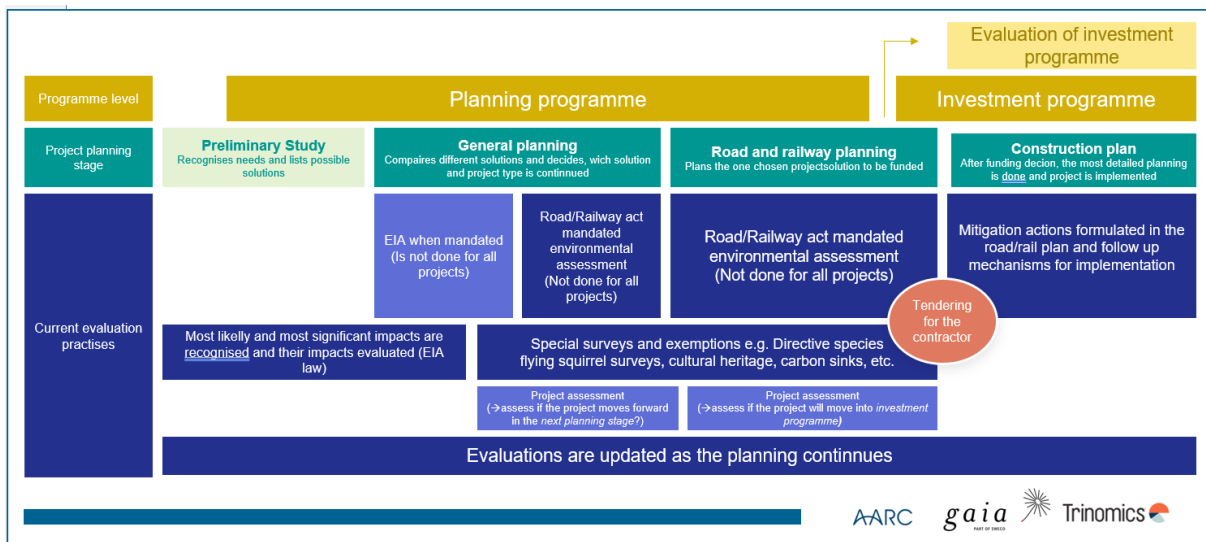 Evaluation of investment
programme
Programme level
Planning programme
Investment programme
Project planning
stage
Preliminary Study
Recognises needs and lists possible
solutions
General planning
Compaires different solutions and decides, wich solution
and project type is continnued
Road and railway planning
Plans the one chosen projectsolution to be funded
Construction plan
After funding decion, the most detailed planning
is done and project is implemented
Current evaluation
practises
EIA when mandated
(Is not done for all
projects)
Road/Railway act
mandated
environmental
assessment
(Not done for all
projects)
Road/Railway act mandated
environmental assessment
(Not done for all projects)
Mitigation actions formulated in the
road/rail plan and follow up
mechanisms for implementation
Tendering
for the
contractor
Most likelly and most significant impacts are
recognised and their impacts evaluated (EIA
law)
Special surveys and exemptions e.g. Directive species
flying squirrel surveys, cultural heritage, carbon sinks, etc.
Project assessment
(→assess if the project moves forward
in the next planning stage?)
Project assessment
(→assess if the project will move into investment
programme)
Evaluations are updated as the planning continnues
AARC
gaia
PART OF SWECO
Trinomics